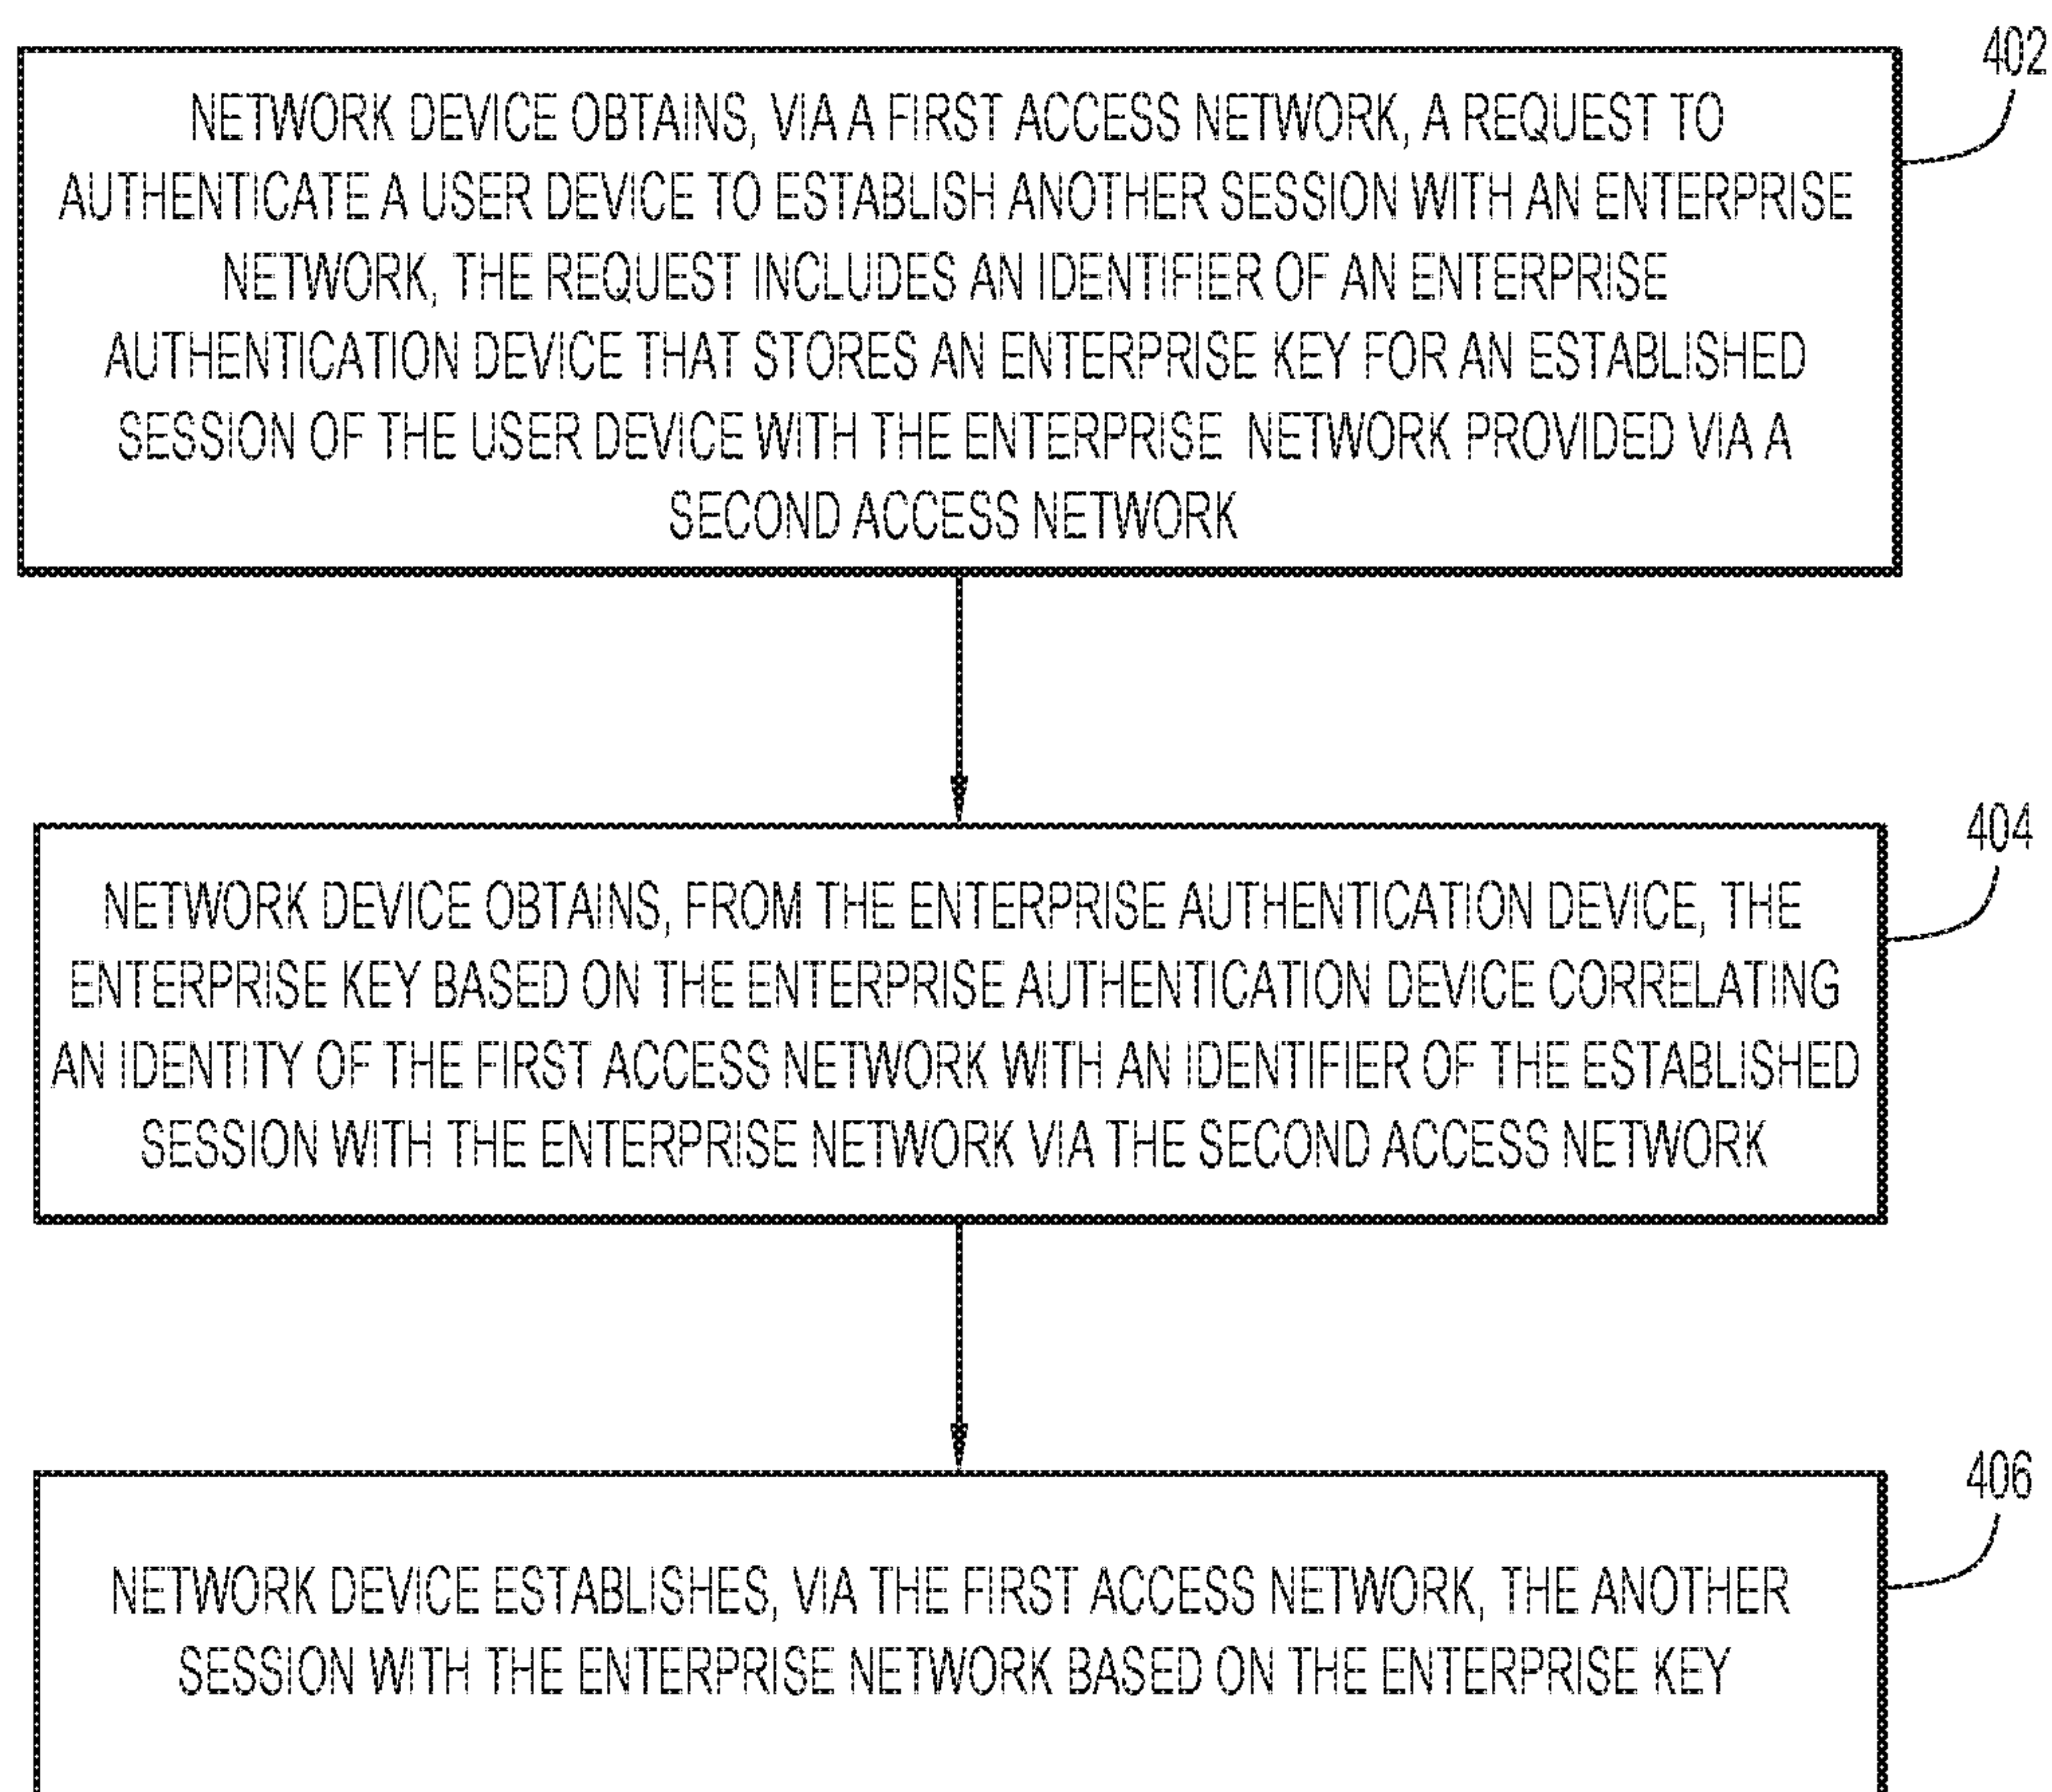 402
NETWORK DEVICE OBTAINS, VIA A FIRST ACCESS NETWORK, A REQUEST TO
AUTHENTICATE A USER DEVICE TO ESTABLISH ANOTHER SESSION WITH AN ENTERPRISE
NETWORK, THE REQUEST INCLUDES AN IDENTIFIER OF AN ENTERPRISE
AUTHENTICATION DEVICE THAT STORES AN ENTERPRISE KEY FOR AN ESTABLISHED
SESSION OF THE USER DEVICE WITH THE ENTERPRISE NETWORK PROVIDED VIA A
SECOND ACCESS NETWORK
404
NETWORK DEVICE OBTAINS, FROM THE ENTERPRISE AUTHENTICATION DEVICE, THE
ENTERPRISE KEY BASED ON THE ENTERPRISE AUTHENTICATION DEVICE CORRELATING
AN IDENTITY OF THE FIRST ACCESS NETWORK WITH AN IDENTIFIER OF THE ESTABLISHED
SESSION WITH THE ENTERPRISE NETWORK VIA THE SECOND ACCESS NETWORK
406
NETWORK DEVICE ESTABLISHES, VIA THE FIRST ACCESS NETWORK, THE ANOTHER
SESSION WITH THE ENTERPRISE NETWORK BASED ON THE ENTERPRISE KEY